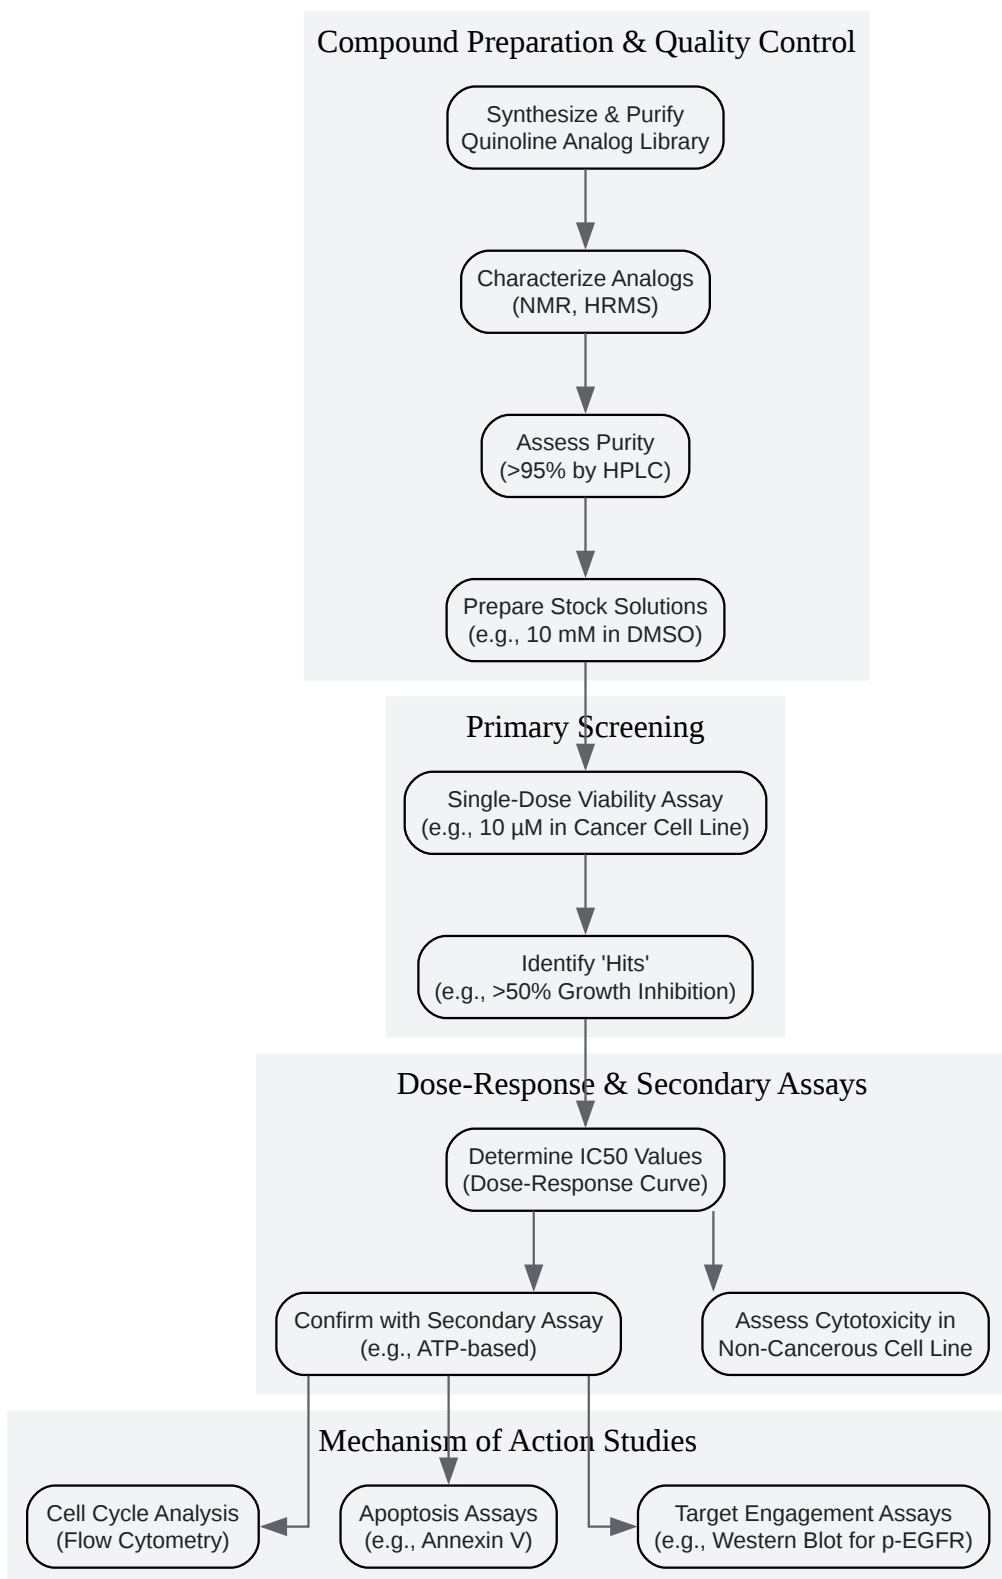 Compound Preparation & Quality Control
Synthesize & Purify
Quinoline Analog Library
Characterize Analogs
(NMR, HRMS)
Assess Purity
(>95% by HPLC)
Prepare Stock Solutions
(e.g., 10 mM in DMSO)
Primary Screening
Single-Dose Viability Assay
(e.g., 10 µM in Cancer Cell Line)
Identify 'Hits'
(e.g., >50% Growth Inhibition)
Dose-Response & Secondary Assays
Determine IC50 Values
(Dose-Response Curve)
Confirm with Secondary Assay
(e.g., ATP-based)
Assess Cytotoxicity in
Non-Cancerous Cell Line
Mechanism of Action Studies
Cell Cycle Analysis
(Flow Cytometry)
Apoptosis Assays
(e.g., Annexin V)
Target Engagement Assays
(e.g., Western Blot for p-EGFR)